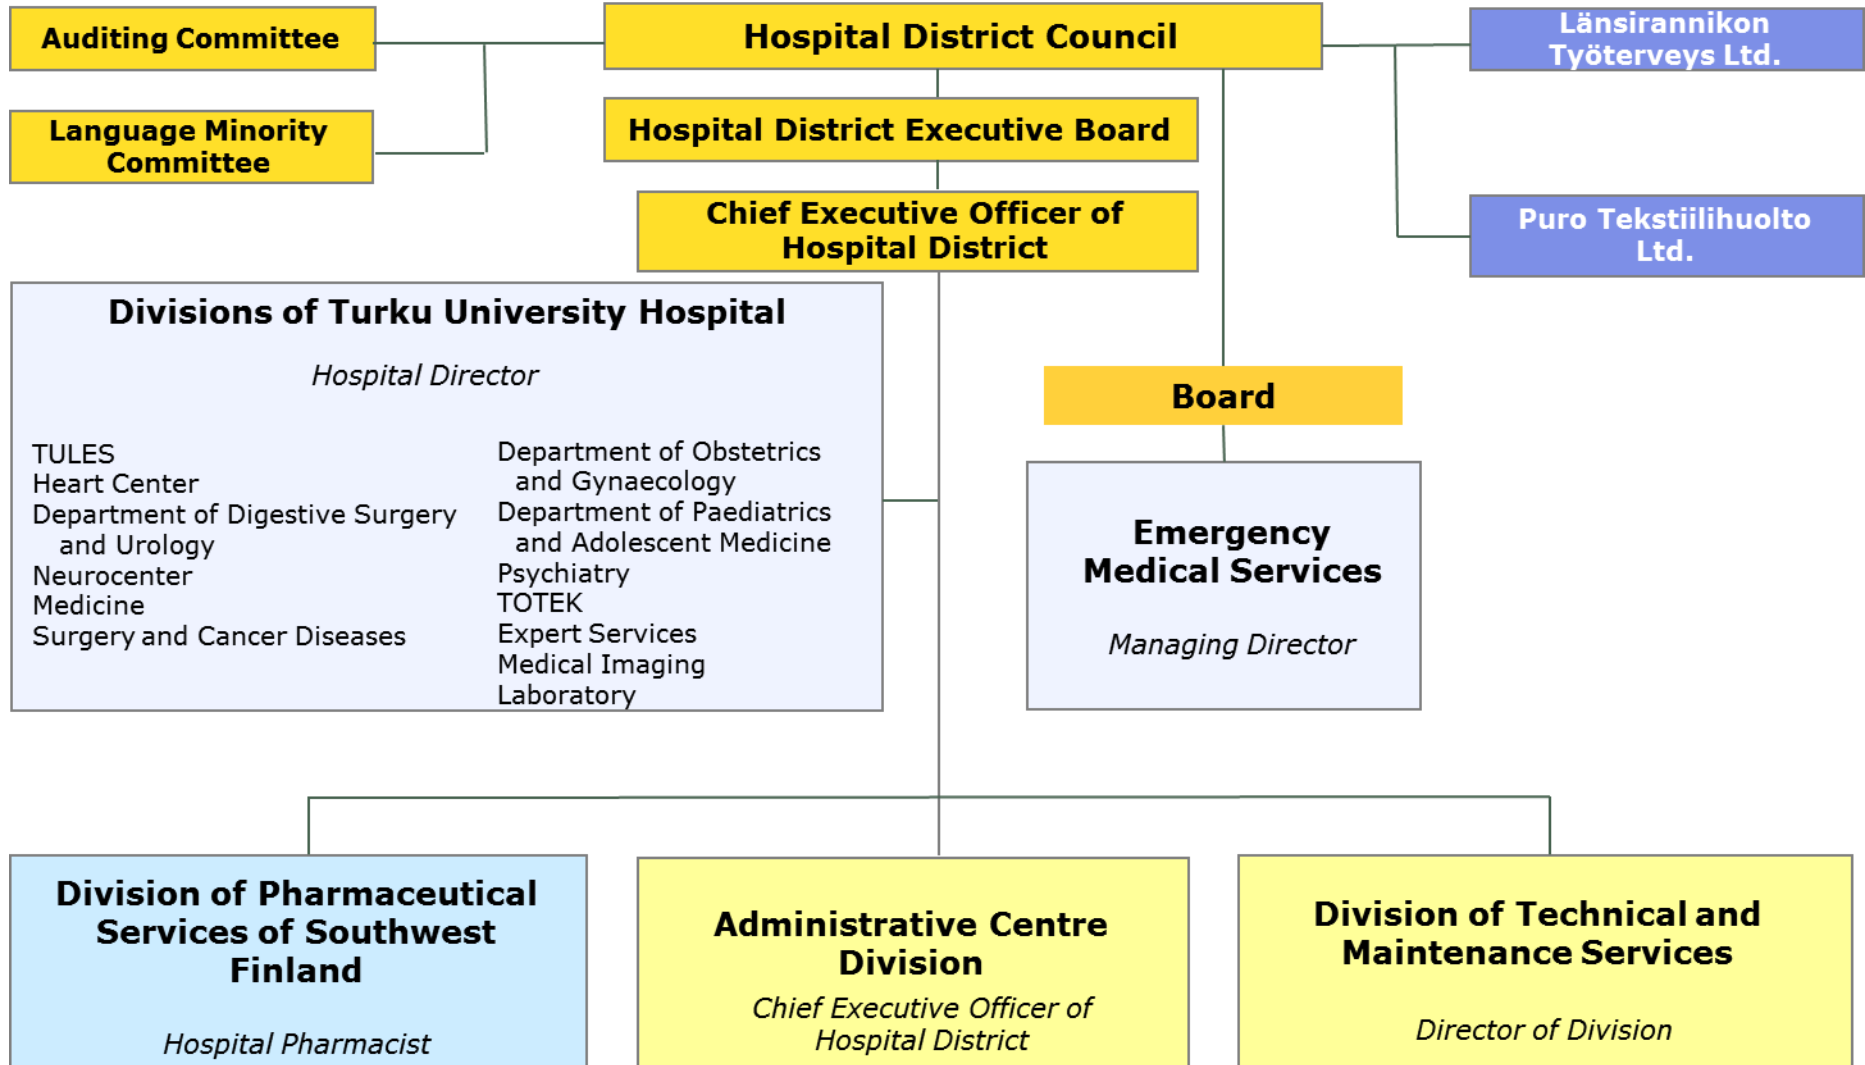 Auditing Committee
Hospital District Council
Länsirannikon
Työterveys Ltd.
Language Minority
Committee
Hospital District Executive Board
Chief Executive Officer of
Hospital District
Puro Tekstiilihuolto
Ltd.
Divisions of Turku University Hospital
Hospital Director
TULES
Heart Center
Department of Digestive Surgery
and Urology
Neurocenter
Medicine
Surgery and Cancer Diseases
Department of Obstetrics
and Gynaecology
Department of Paediatrics
and Adolescent Medicine
Psychiatry
TOTEK
Expert Services
Medical Imaging
Laboratory
Board
Emergency
Medical Services
Managing Director
Division of Pharmaceutical
Services of Southwest
Finland
Hospital Pharmacist
Administrative Centre
Division
Chief Executive Officer of
Hospital District
Division of Technical and
Maintenance Services
Director of Division